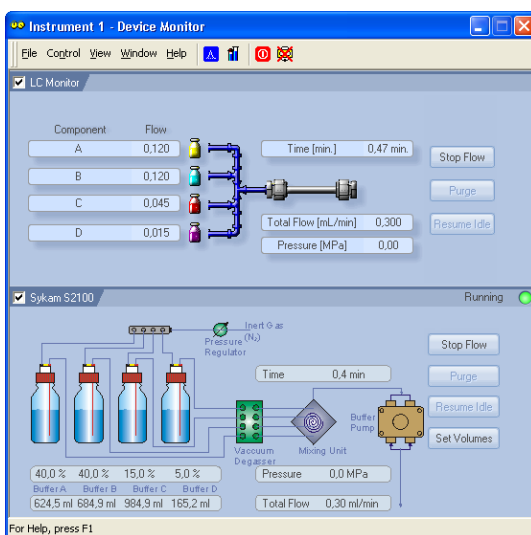 Instrument 1 - Device Monitor
File Control View Window Help
LC Monitor
Component Flow
A 0,120
B 0,120
C 0,045
D 0,015
Time [min.] 0,47 min.
Total Flow [mL/min] 0,300
Pressure [MPa] 0,00
Stop Flow
Purge
Resume Idle
Sykam S2100 Running
Inert Gas
(N₂)
Pressure
Regulator
Time 0,4 min
Buffer
Pump
Vaccuum
Degasser
Mixing Unit
40,0 % 40,0 % 15,0 % 5,0 %
Buffer A Buffer B Buffer C Buffer D
624,5 ml 684,9 ml 984,9 ml 165,2 ml
Pressure 0,0 MPa
Total Flow 0,30 ml/min
Stop Flow
Purge
Resume Idle
Set Volumes
For Help, press F1